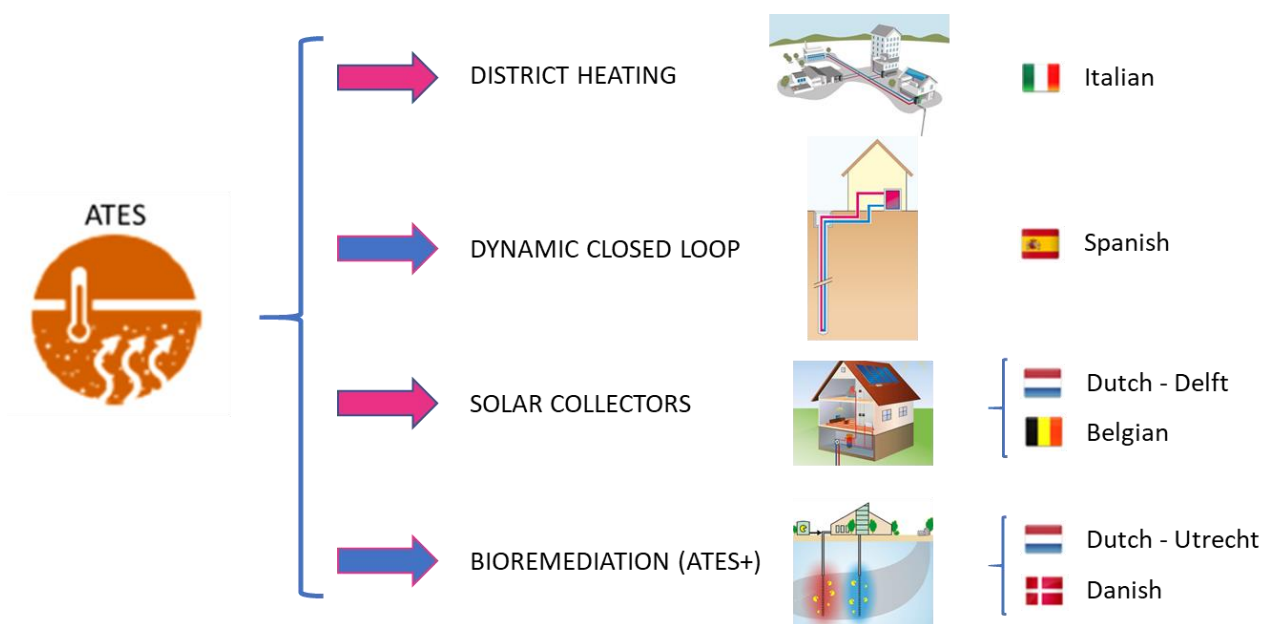 ATES
DISTRICT HEATING
Italian
DYNAMIC CLOSED LOOP
Spanish
SOLAR COLLECTORS
Dutch - Delft
Belgian
BIOREMEDIATION (ATES+)
Dutch - Utrecht
Danish